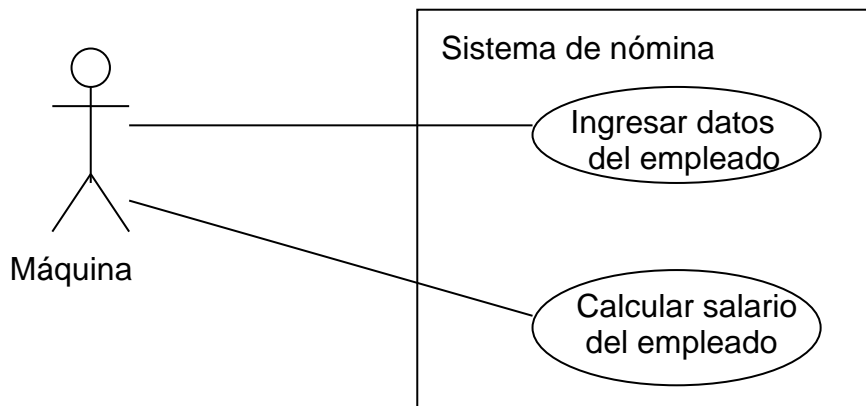 Sistema de nómina
Ingresar datos
del empleado
Máquina
Calcular salario
del empleado